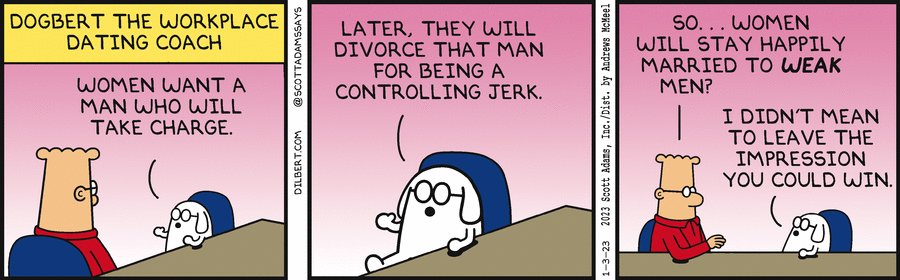 DOGBERT THE WORKPLACE
DATING COACH
WOMEN WANT A
MAN WHO WILL
TAKE CHARGE.
DILBERT.COM @SCOTTADAMSSAYS
LATER, THEY WILL
DIVORCE THAT MAN
FOR BEING A
CONTROLLING JERK.
1-3-23 2023 Scott Adams, Inc./Dist. by Andrews McMeel
SO...WOMEN
WILL STAY HAPPILY
MARRIED TO WEAK
MEN?
I DIDN'T MEAN
TO LEAVE THE
IMPRESSION
YOU COULD WIN.